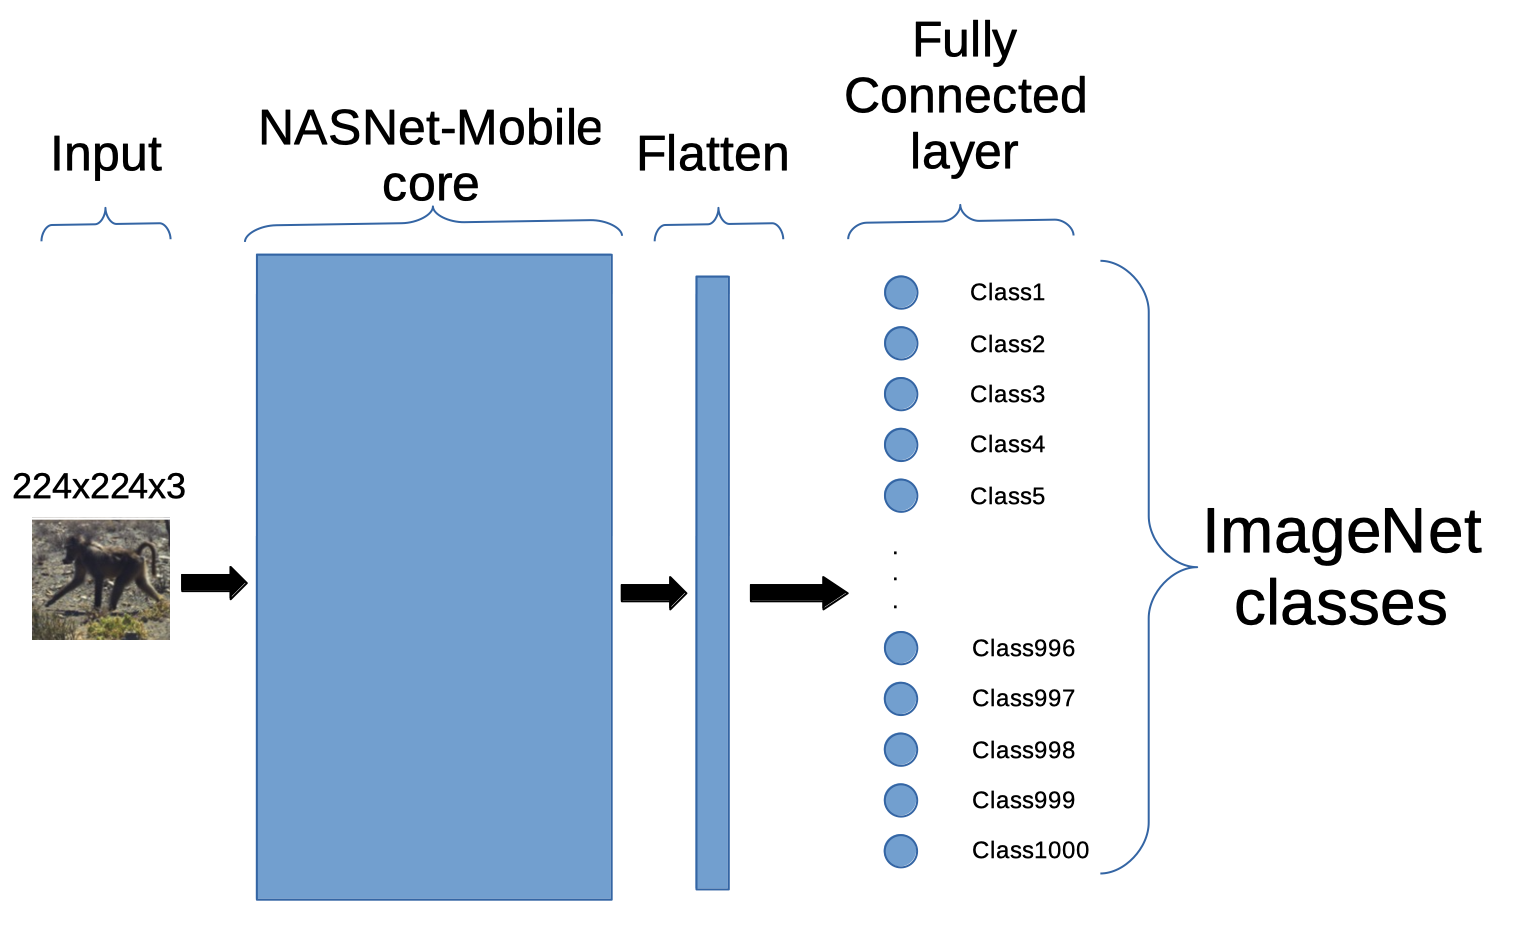 Input
NASNet-Mobile
core
Flatten
Fully
Connected
layer
224x224x3
Class1
Class2
Class3
Class4
Class5
.
.
.
Class996
Class997
Class998
Class999
Class1000
ImageNet
classes